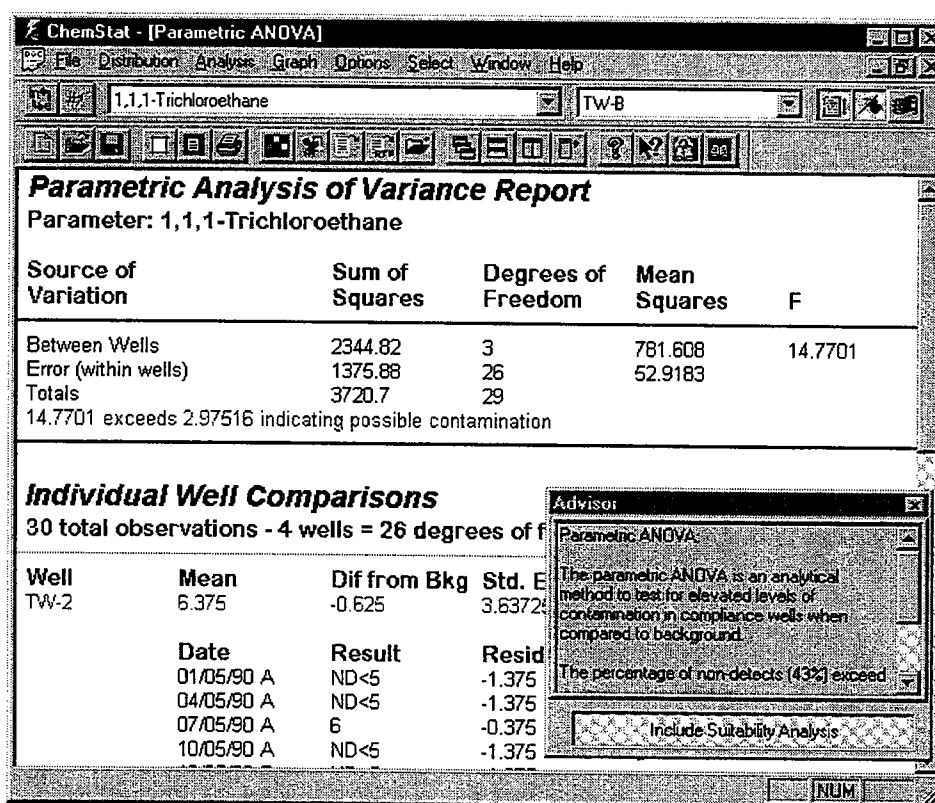 ChemStat - [Parametric ANOVA]
File Distribution Analysis Graph Options Select Window Help
1,1,1-Trichloroethane TW-B
Parametric Analysis of Variance Report
Parameter: 1,1,1-Trichloroethane
Source of Variation Sum of Squares Degrees of Freedom Mean Squares F
Between Wells 2344.82 3 781.608 14.7701
Error (within wells) 1375.88 26 52.9183
Totals 3720.7 29
14.7701 exceeds 2.97516 indicating possible contamination
Individual Well Comparisons
30 total observations - 4 wells = 26 degrees of f
Well Mean Dif from Bkg Std. E
TW-2 6.375 -0.625 3.6372
Date Result Resid
01/05/90 A ND<5 -1.375
04/05/90 A ND<5 -1.375
07/05/90 A 6 -0.375
10/05/90 A ND<5 -1.375
Advisor
Parametric ANOVA
The parametric ANOVA is an analytical
method to test for elevated levels of
contamination in compliance wells when
compared to background.
The percentage of non-detects (43%) exceed
Include Suitability Analysis
NUM